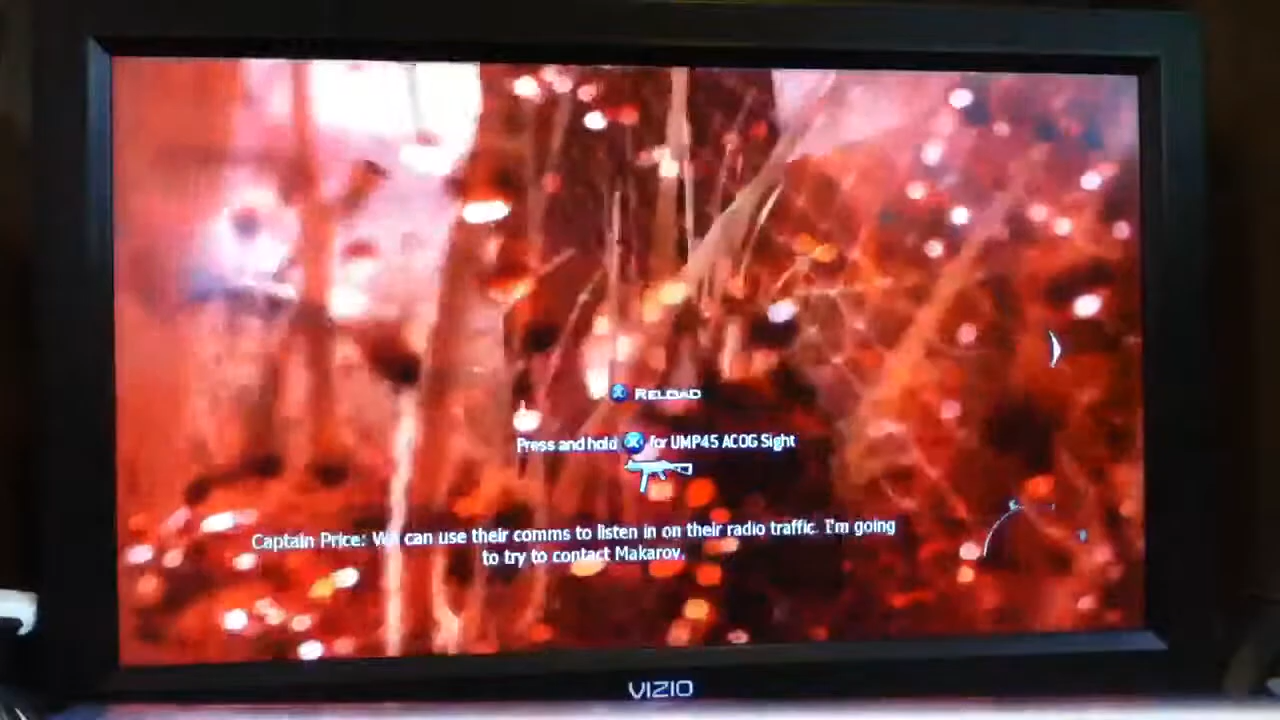 RELOAD
Press and hold X for UMP45 ACOG Sight
Captain Price: We can use their comms to listen in on their radio traffic. I'm going
to try to contact Makarov.
VIZIO